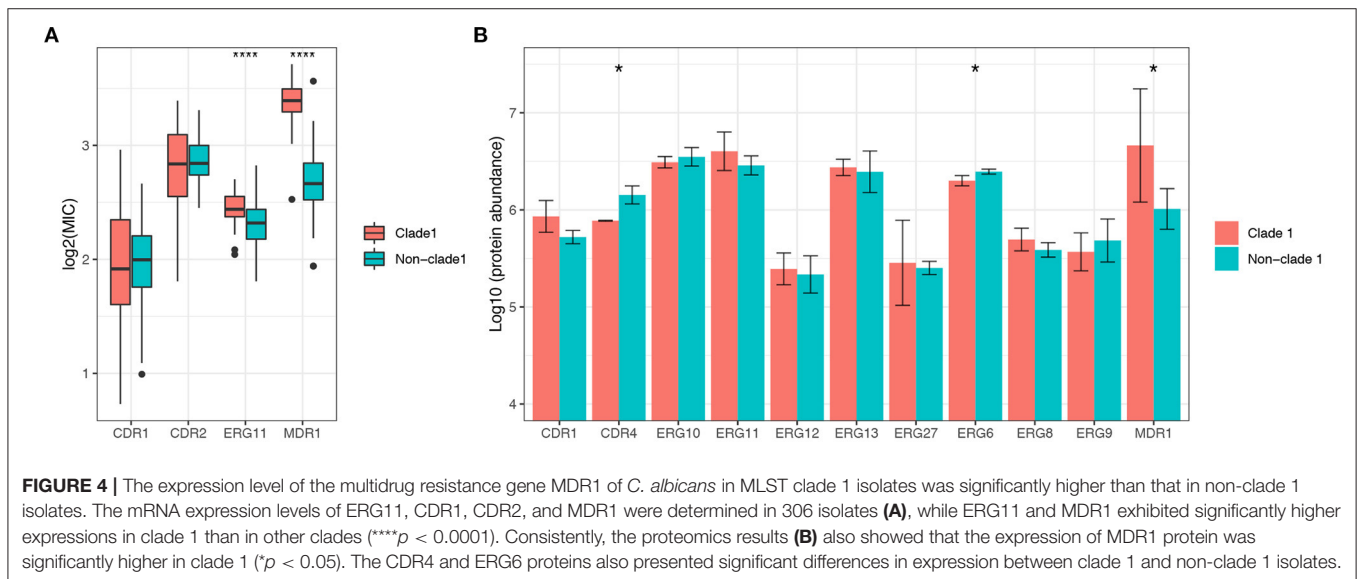 A
****
****
log2(MIC)
3
2
1
CDR1 CDR2 ERG11 MDR1
Clade1
Non-clade1
B
* * *
Log10 (protein abundance)
7
6
5
4
CDR1 CDR4 ERG10 ERG11 ERG12 ERG13 ERG27 ERG6 ERG8 ERG9 MDR1
Clade 1
Non-clade 1
FIGURE 4 | The expression level of the multidrug resistance gene MDR1 of C. albicans in MLST clade 1 isolates was significantly higher than that in non-clade 1
isolates. The mRNA expression levels of ERG11, CDR1, CDR2, and MDR1 were determined in 306 isolates (A), while ERG11 and MDR1 exhibited significantly higher
expressions in clade 1 than in other clades (****p < 0.0001). Consistently, the proteomics results (B) also showed that the expression of MDR1 protein was
significantly higher in clade 1 (*p < 0.05). The CDR4 and ERG6 proteins also presented significant differences in expression between clade 1 and non-clade 1 isolates.